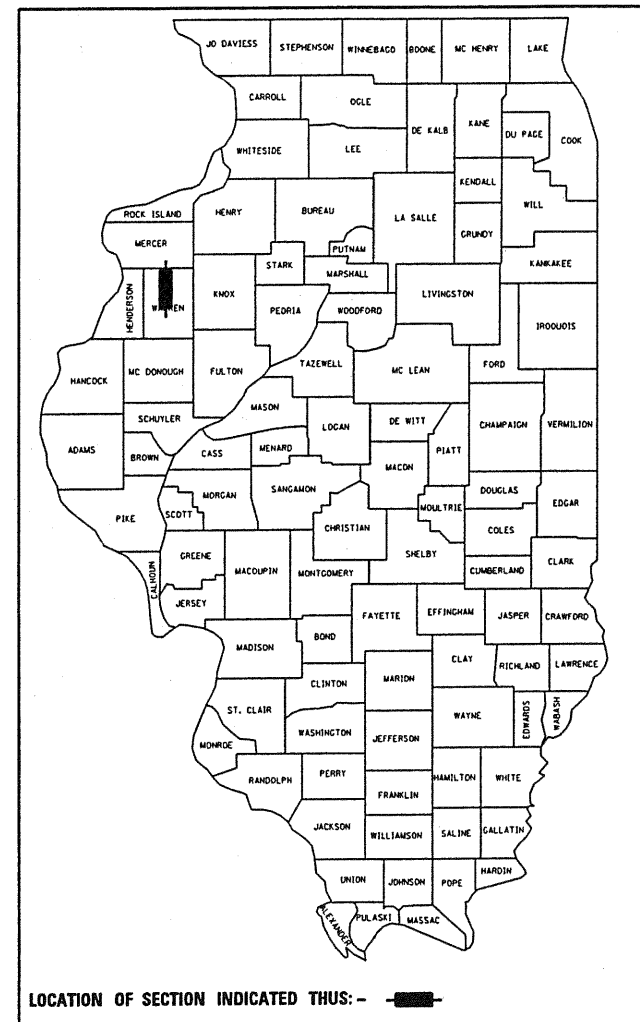 JO DAVIESS
STEPHENSON
WINNEBAGO
BOONE
MC HENRY
LAKE
CARROLL
OGLE
DE KALB
KANE
DU PAGE
COOK
WHITESIDE
LEE
KENDALL
WILL
ROCK ISLAND
HENRY
BUREAU
LA SALLE
GRUNDY
MERCER
PUTNAM
KANKAKEE
STARK
MARSHALL
HENDERSON
KNOX
PEORIA
WOODFORD
LIVINGSTON
IROQUOIS
HANCOCK
MC DONOUGH
FULTON
TAZEWELL
MC LEAN
FORD
MASON
SCHUYLER
LOGAN
DE WITT
CHAMPAIGN
VERMILION
ADAMS
BROWN
CASS
MENARD
MACON
PIATT
SANGAMON
MORGAN
SCOTT
PIKE
MOULTRIE
DOUGLAS
EDGAR
CHRISTIAN
COLES
GREENE
MACOUPIN
MONTGOMERY
SHELBY
CUMBERLAND
CLARK
CALHOUN
JERSEY
FAYETTE
EFFINGHAM
JASPER
CRAWFORD
MADISON
BOND
CLAY
RICHLAND
LAWRENCE
CLINTON
MARION
ST. CLAIR
WAYNE
EDWARDS
WABASH
WASHINGTON
JEFFERSON
MONROE
RANDOLPH
PERRY
HAMILTON
WHITE
FRANKLIN
JACKSON
WILLIAMSON
SALINE
GALLATIN
UNION
JOHNSON
POPE
HARDIN
ALEXANDER
PULASKI
MASSAC
LOCATION OF SECTION INDICATED THUS: -